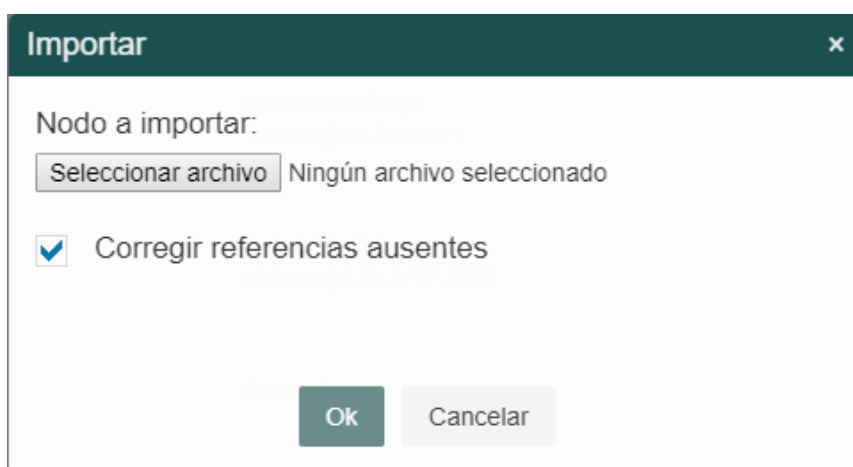 Importar ×
Nodo a importar:
Seleccionar archivo Ningún archivo seleccionado
Corregir referencias ausentes
Ok Cancelar